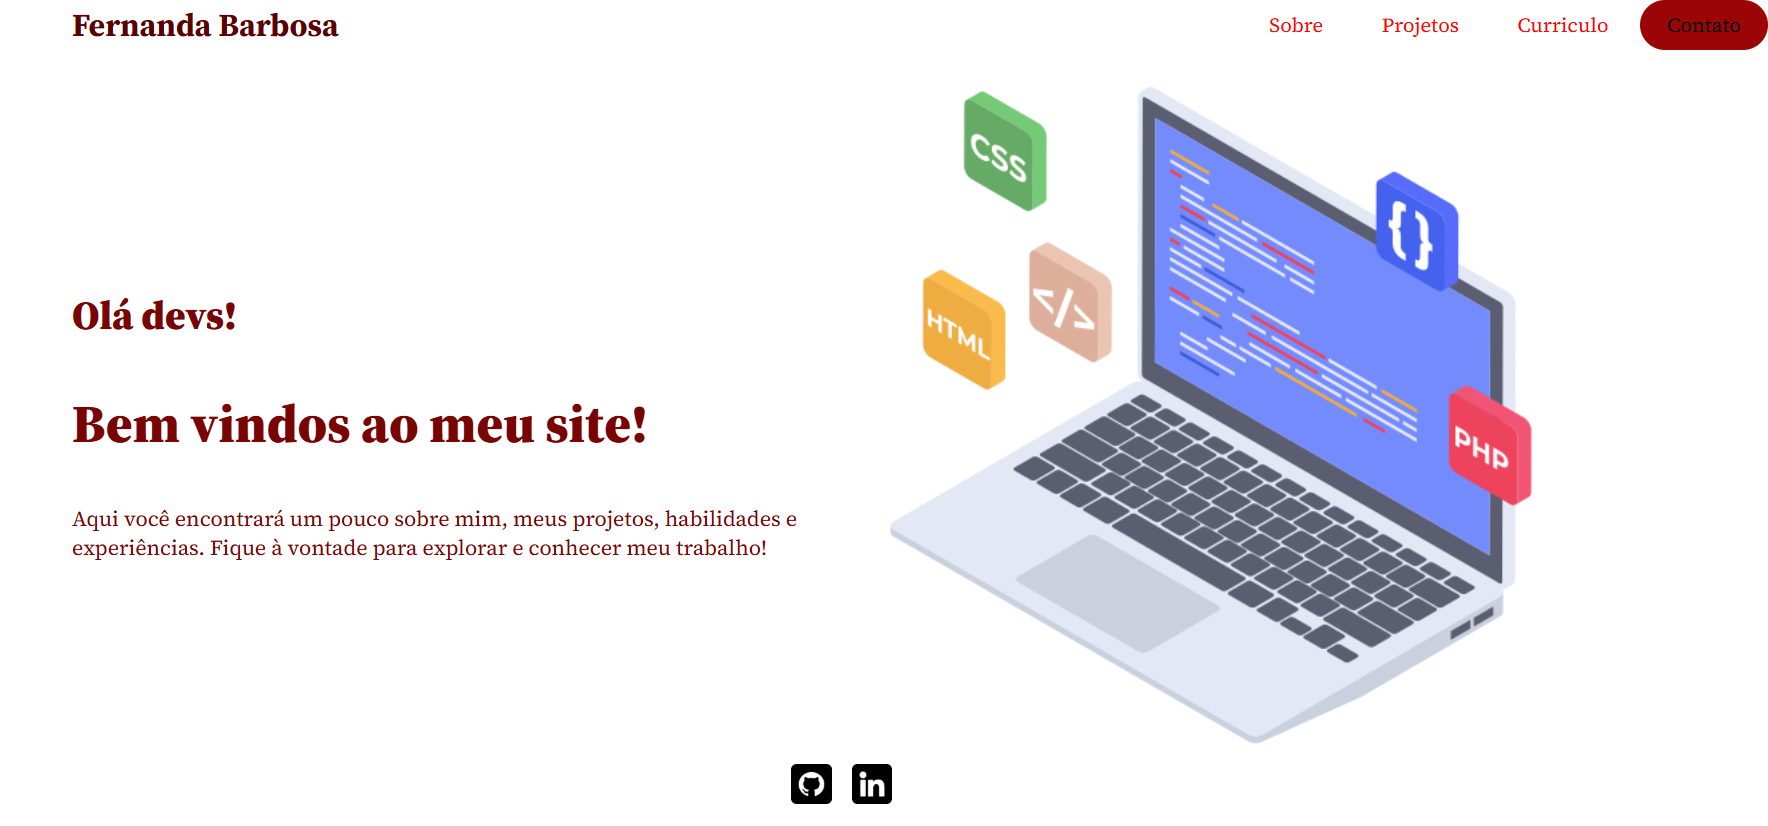 Fernanda Barbosa
Sobre Projetos Curriculo Contato
CSS
{}
</>
HTML
Olá devs!
Bem vindos ao meu site!
PHP
Aqui você encontrará um pouco sobre mim, meus projetos, habilidades e
experiências. Fique à vontade para explorar e conhecer meu trabalho!
in